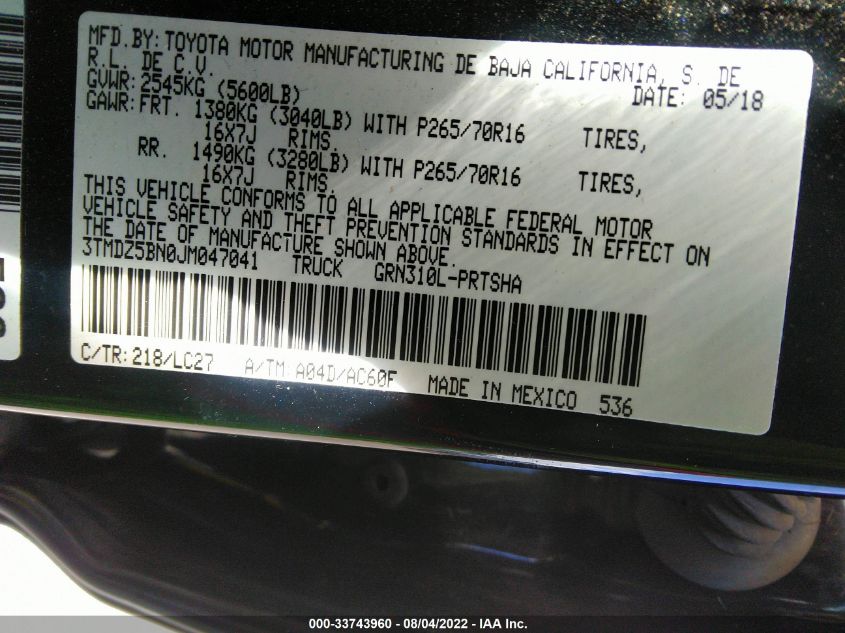 MFD.BY: TOYOTA MOTOR MANUFACTURING DE BAJA CALIFORNIA, S. DE
R.L. DE C.V. DATE: 05/18
GVWR: 2545KG (5600LB)
GAWR: FRT. 1380KG (3040LB) WITH P265/70R16 TIRES,
16X7J RIMS.
RR. 1490KG (3280LB) WITH P265/70R16 TIRES,
16X7J RIMS.
THIS VEHICLE CONFORMS TO ALL APPLICABLE FEDERAL MOTOR
VEHICLE SAFETY AND THEFT PREVENTION STANDARDS IN EFFECT ON
THE DATE OF MANUFACTURE SHOWN ABOVE.
3TMDZ5BN0JM047041 TRUCK GRN310L-PRTSHA
C/TR: 218/LC27 A/TM: A04D/AC60F MADE IN MEXICO 536
000-33743960 - 08/04/2022 - IAA Inc.